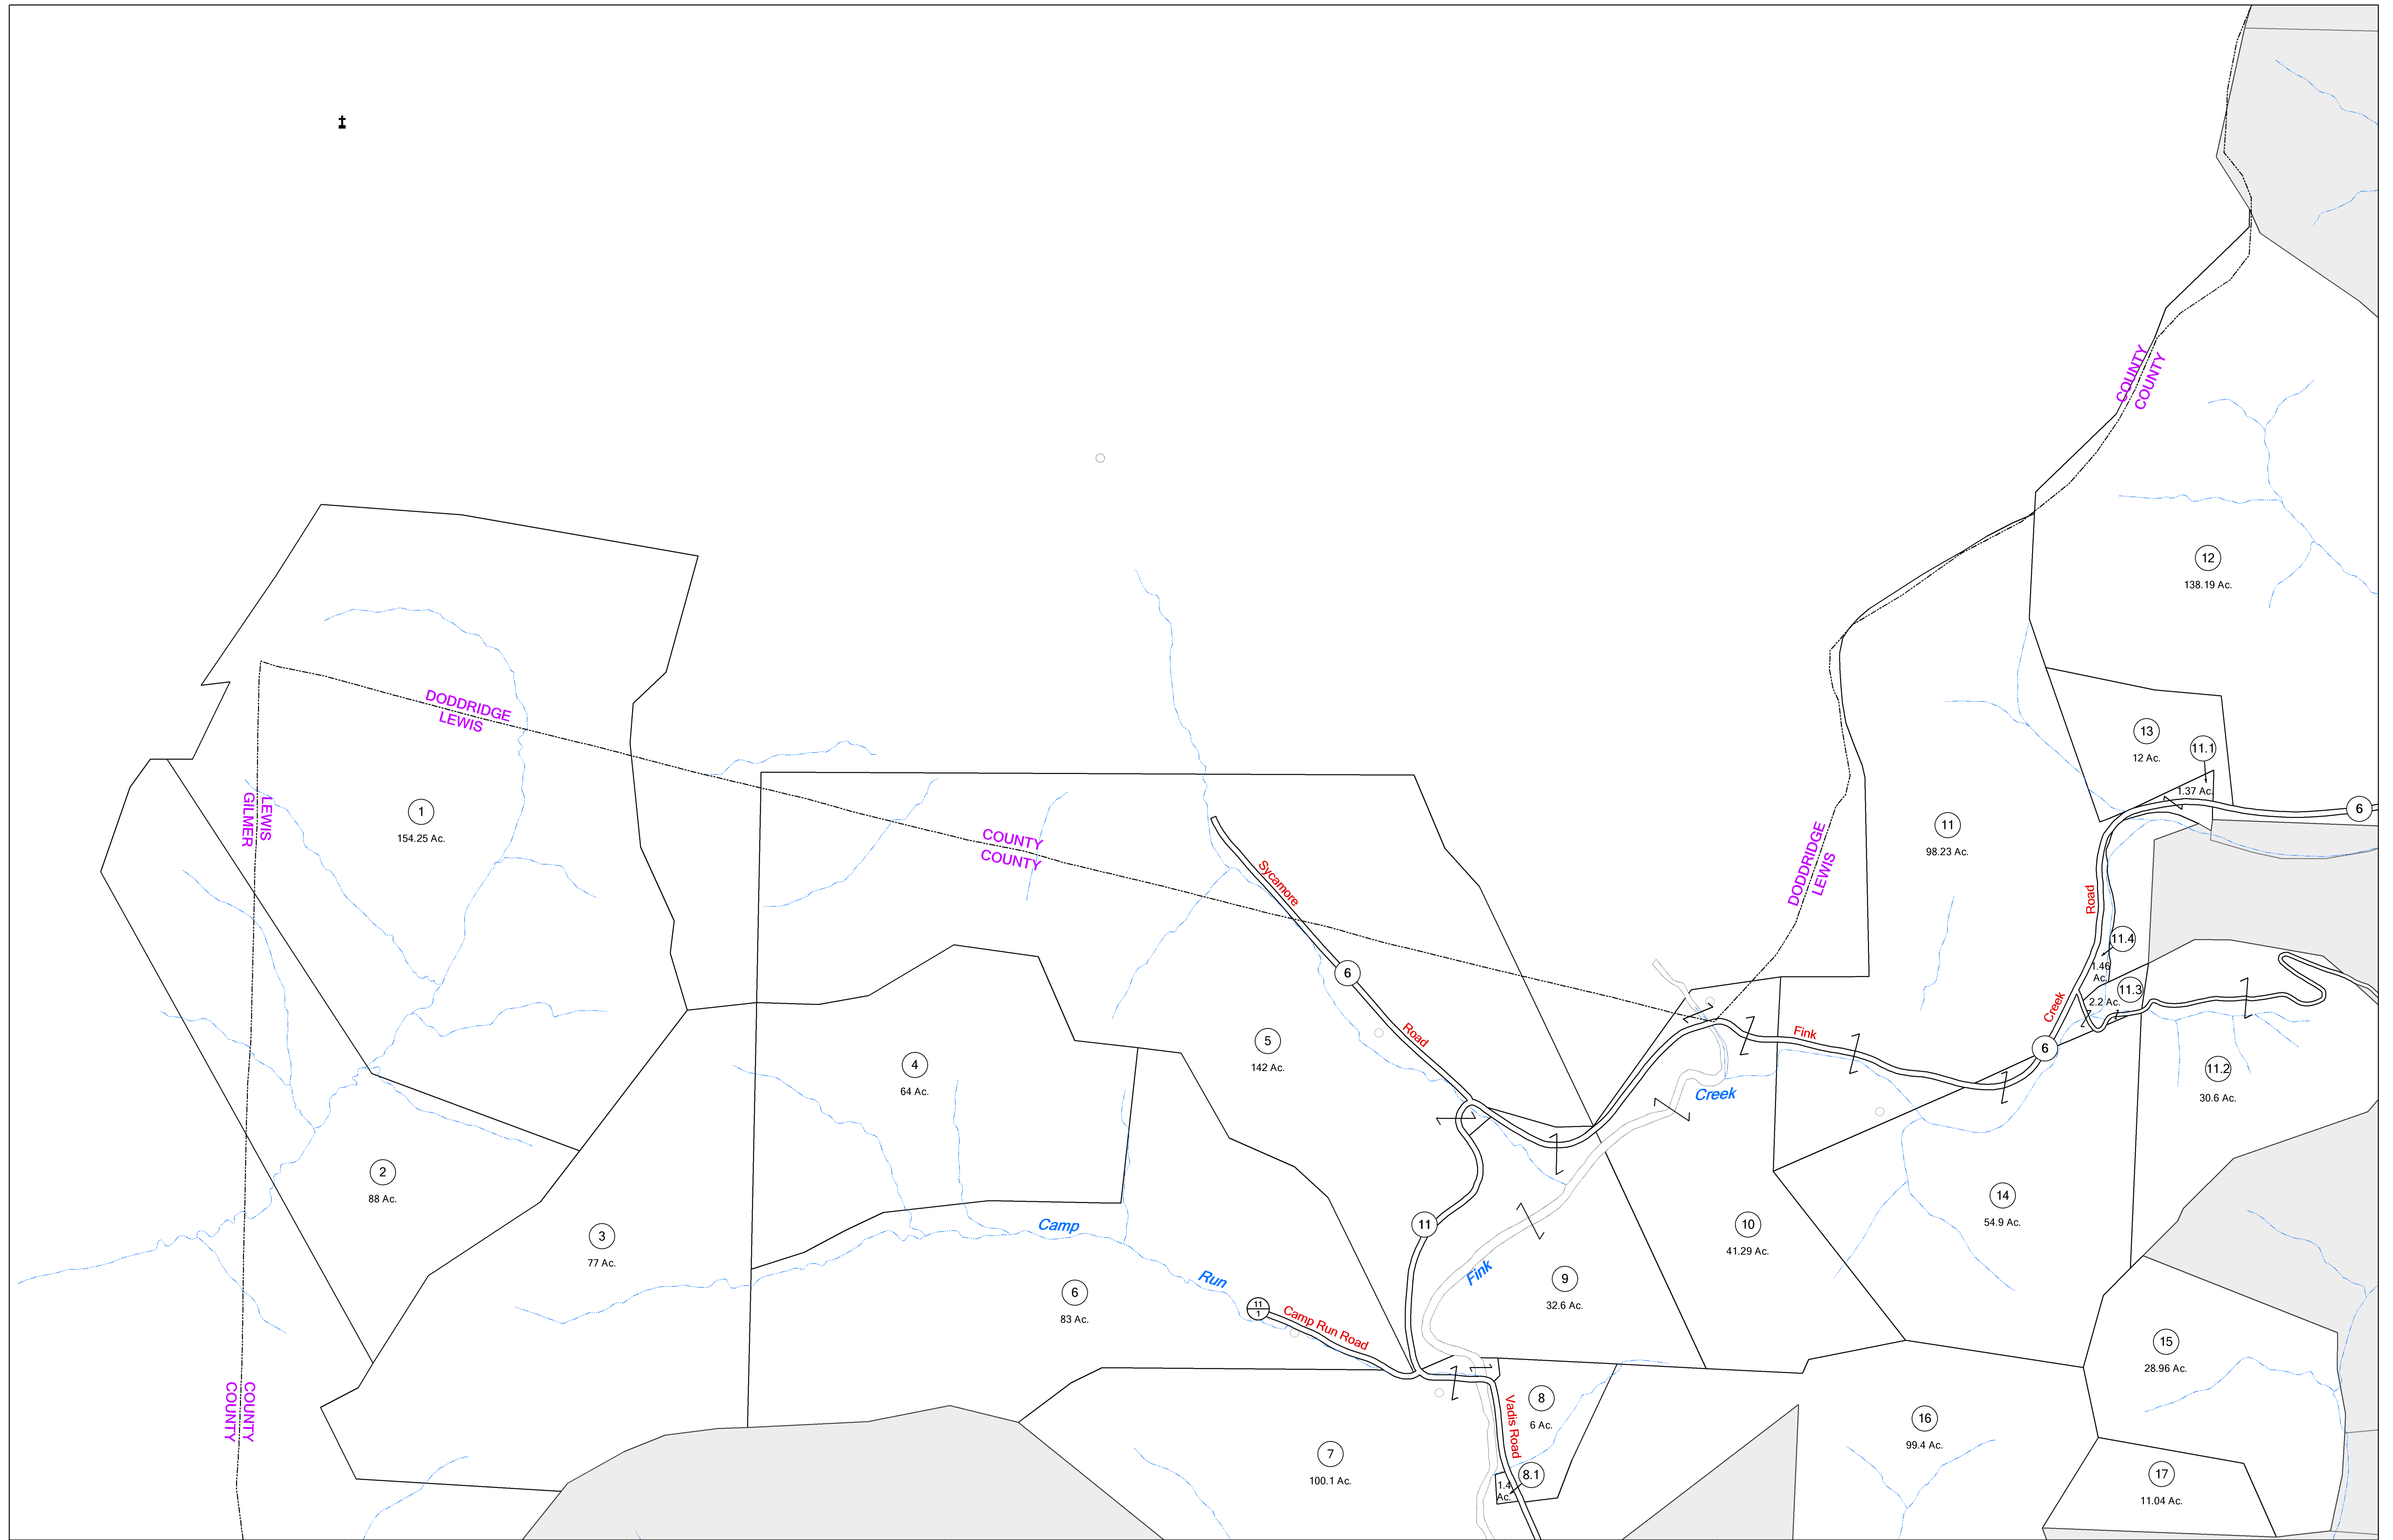 COUNTY
COUNTY
12
138.19 Ac.
DODDRIDGE
LEWIS
13
11.1
12 Ac.
1.37 Ac.
6
LEWIS
GILMER
1
154.25 Ac.
COUNTY
COUNTY
Sycamore
DODDRIDGE
LEWIS
11
98.23 Ac.
Road
11.4
1.46
Ac.
6
11.3
2.2 Ac.
Creek
Road
5
142 Ac.
Fink
6
4
64 Ac.
Creek
11.2
30.6 Ac.
2
88 Ac.
3
77 Ac.
Camp
11
10
41.29 Ac.
14
54.9 Ac.
Run
Fink
6
83 Ac.
9
32.6 Ac.
11
1
Camp Run Road
15
28.96 Ac.
COUNTY
COUNTY
Vadis Road
8
6 Ac.
16
99.4 Ac.
7
100.1 Ac.
8.1
1.4
Ac.
17
11.04 Ac.